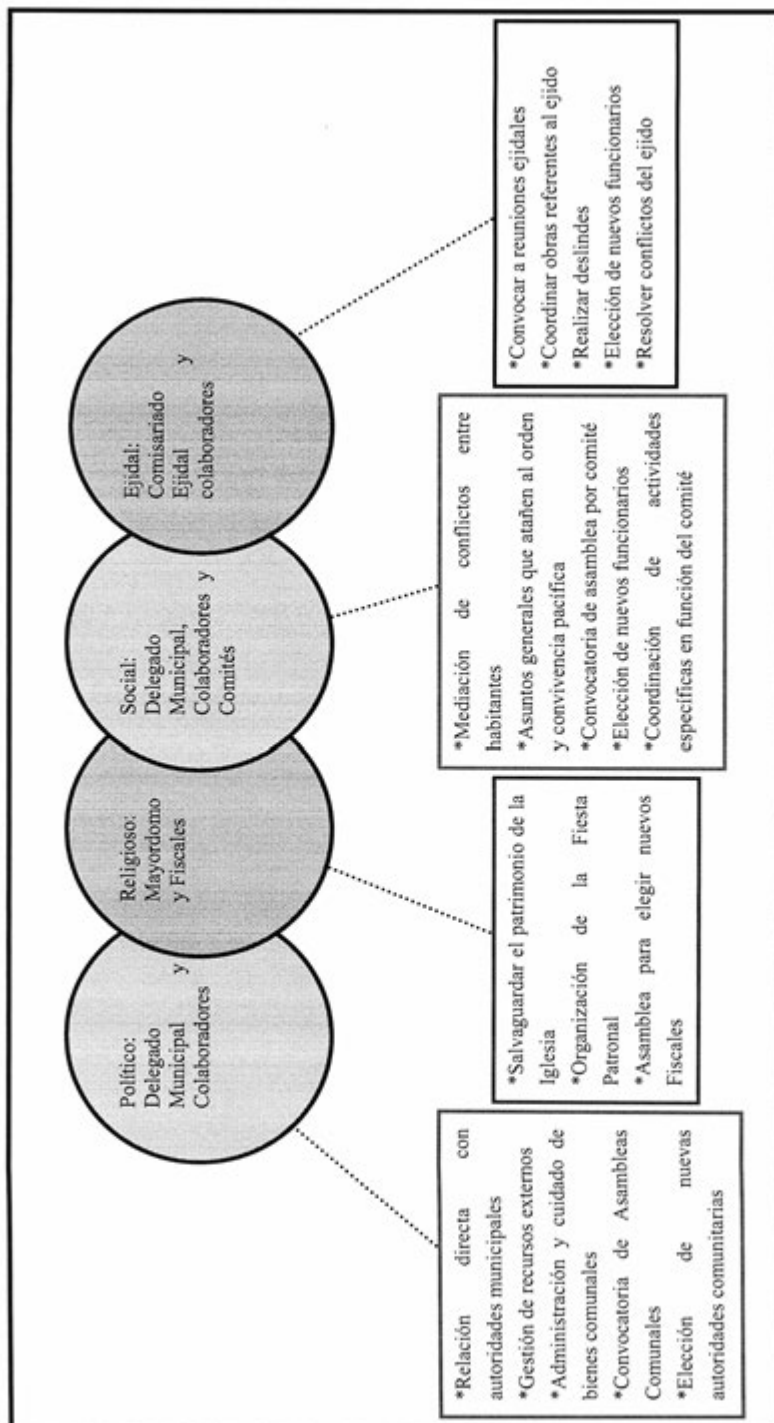 Político:
Delegado
Municipal y
Colaboradores
Religioso:
Mayordomo
y Fiscales
Social:
Delegado
Municipal,
Colaboradores y
Comités
Ejidal:
Comisariado
Ejidal y
colaboradores
*Relación directa con
autoridades municipales
*Gestión de recursos externos
*Administración y cuidado de
bienes comunales
*Convocatoria de Asambleas
Comunales
*Elección de nuevas
autoridades comunitarias
*Salvaguardar el patrimonio de la
Iglesia
*Organización de la Fiesta
Patronal
*Asamblea para elegir nuevos
Fiscales
*Mediación de conflictos entre
habitantes
*Asuntos generales que atañen al orden
y convivencia pacífica
*Convocatoria de asamblea por comité
*Elección de nuevos funcionarios
*Coordinación de actividades
específicas en función del comité
*Convocar a reuniones ejidales
*Coordinar obras referentes al ejido
*Realizar deslindes
*Elección de nuevos funcionarios
*Resolver conflictos del ejido